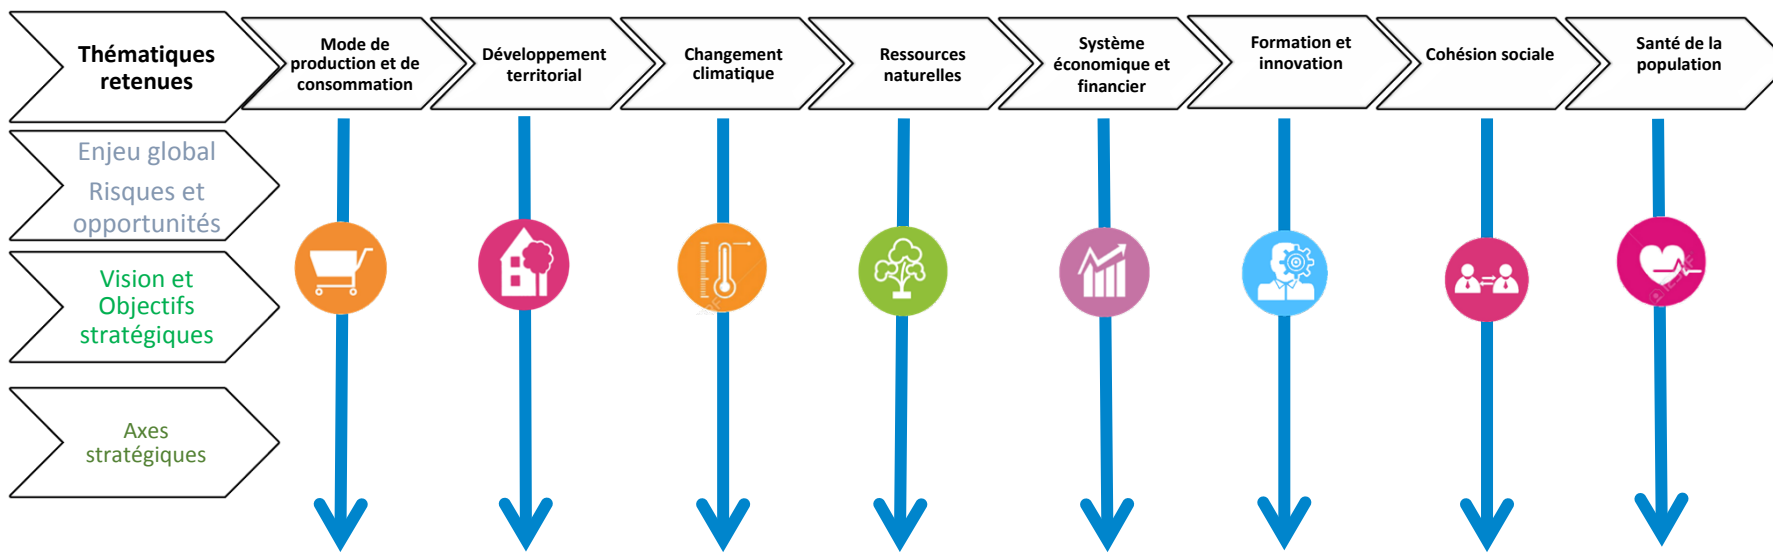 Thématiques
retenues
Mode de
production et de
consommation
Développement
territorial
Changement
climatique
Ressources
naturelles
Système
économique et
financier
Formation et
innovation
Cohésion sociale
Santé de la
population
Enjeu global
Risques et
opportunités
Vision et
Objectifs
stratégiques
Axes
stratégiques